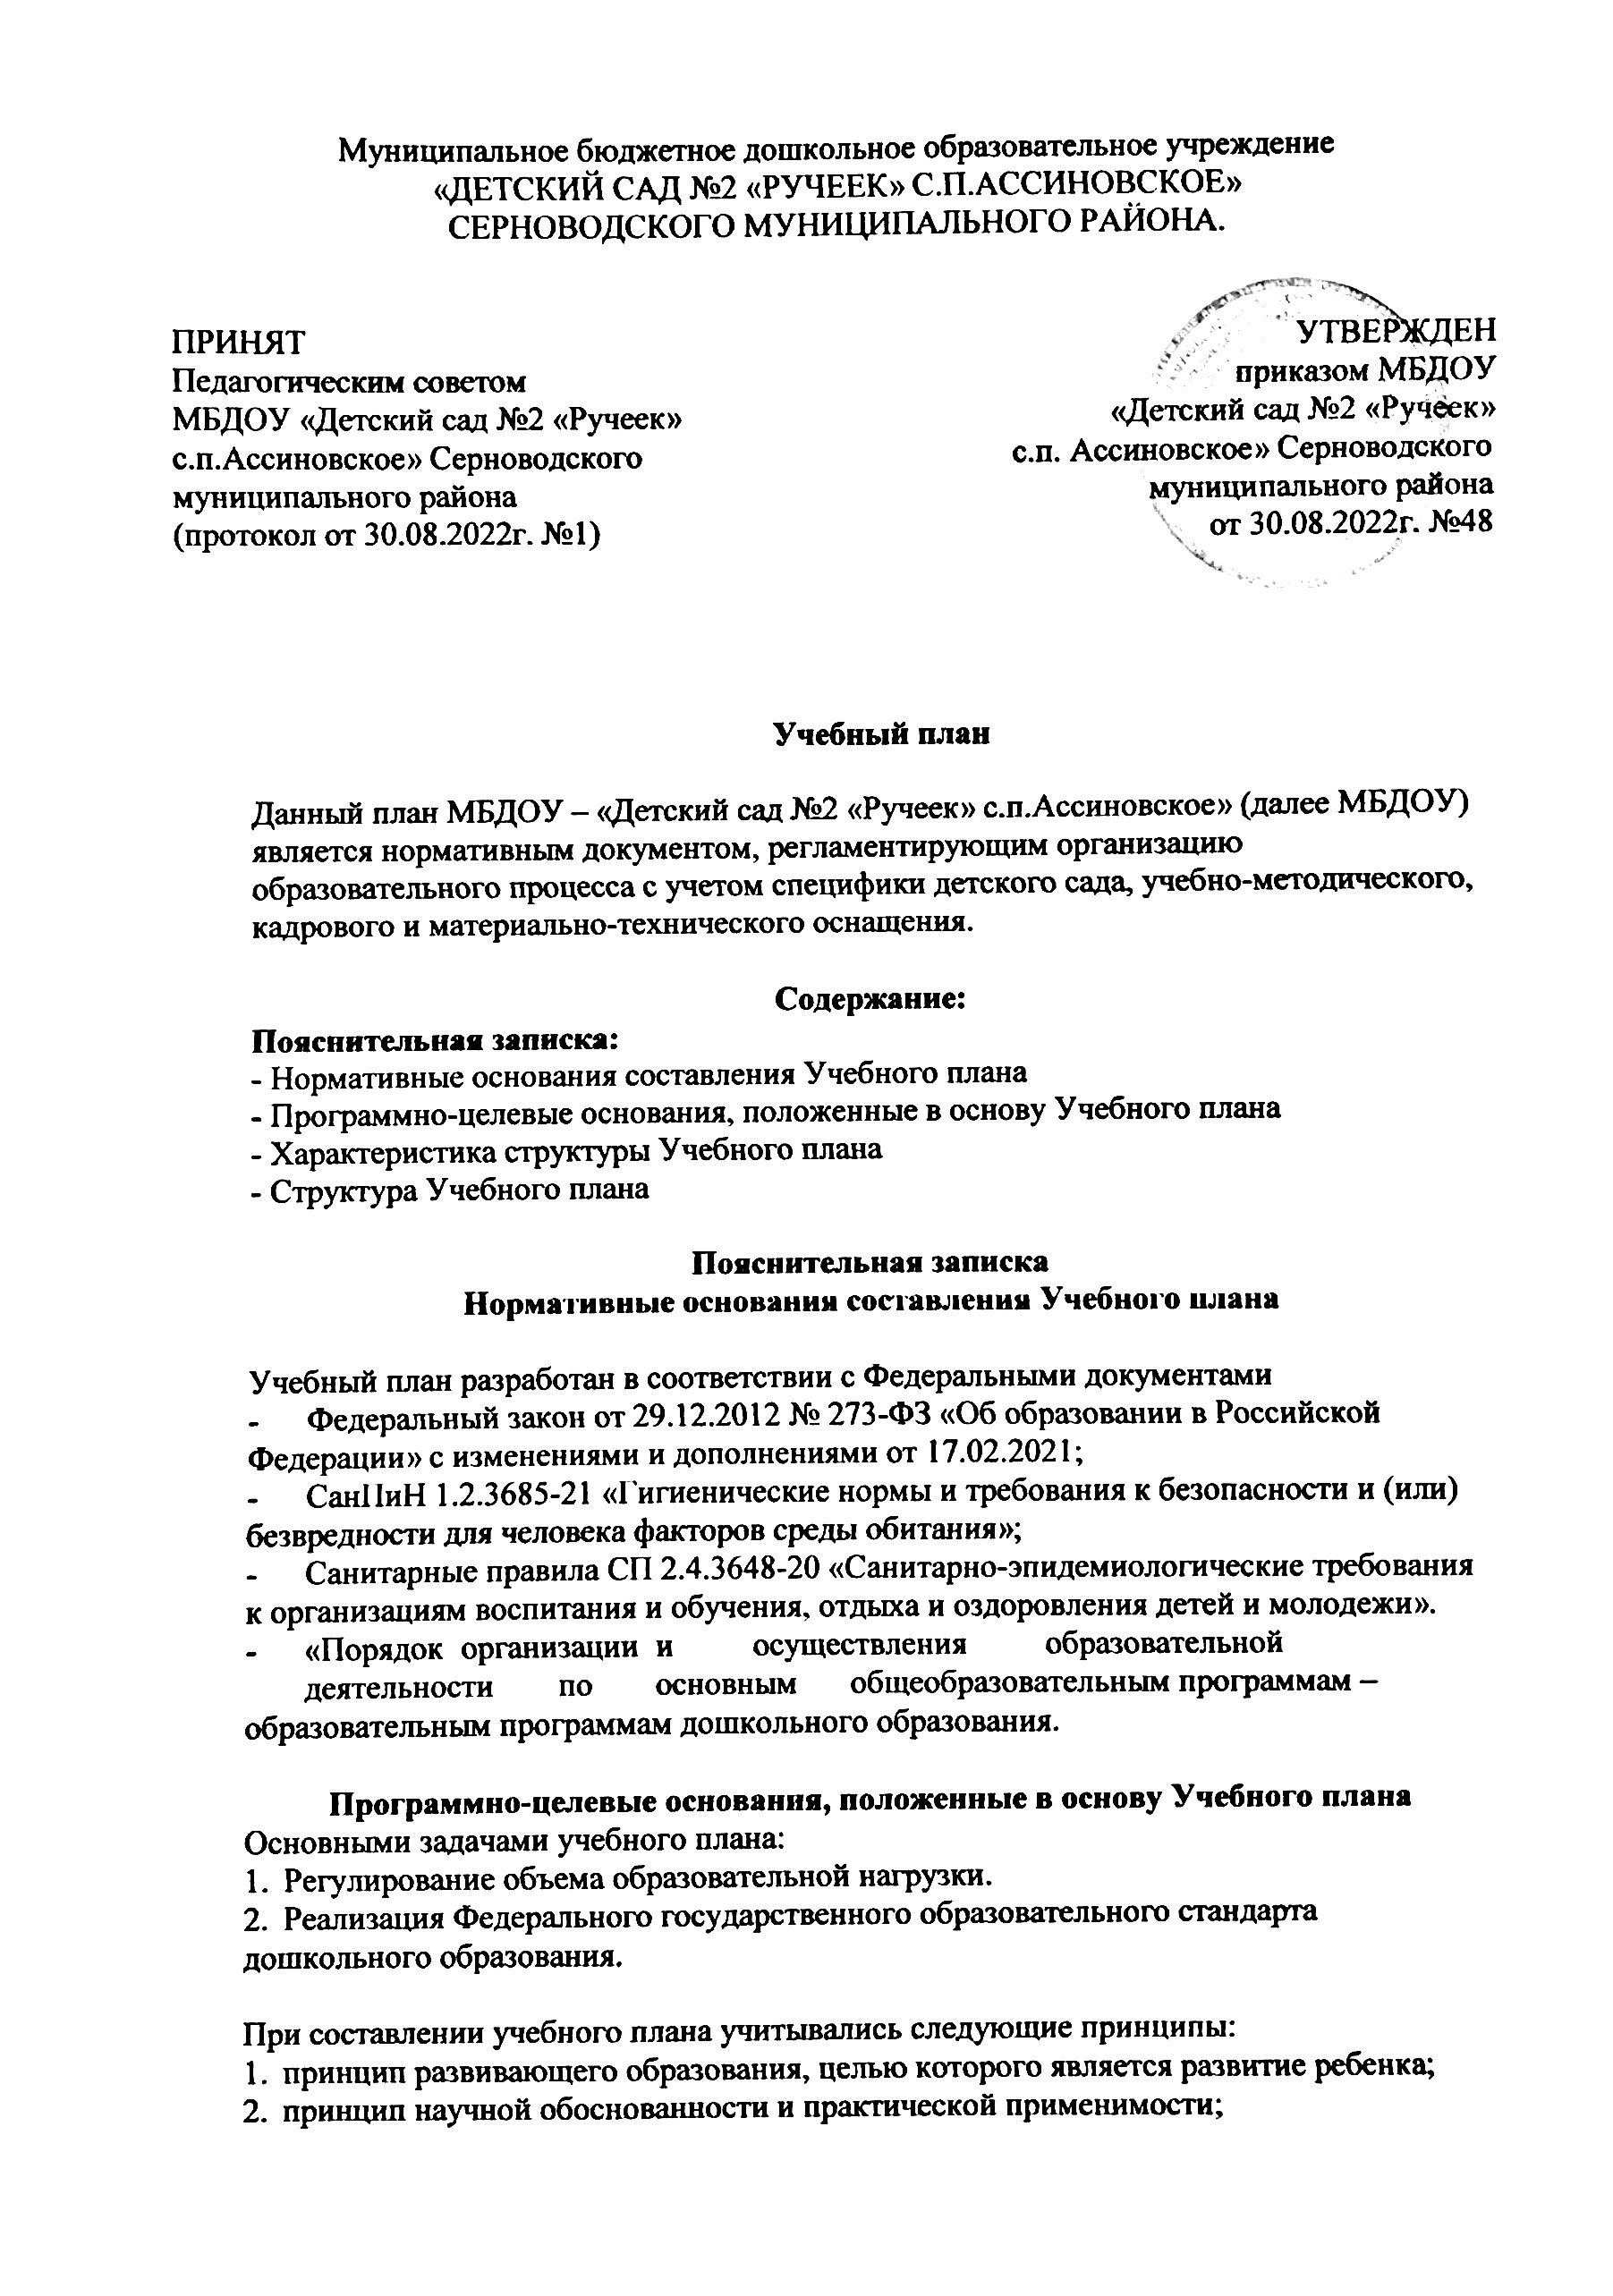 Муниципальное бюджетное дошкольное образовательное учреждение
«ДЕТСКИЙ САД №2 «РУЧЕЕК» С.П.АССИНОВСКОЕ»
СЕРНОВОДСКОГО МУНИЦИПАЛЬНОГО РАЙОНА.
ПРИНЯТ
Педагогическим советом
МБДОУ «Детский сад №2 «Ручеек»
с.п.Ассиновское» Серноводского
муниципального района
(протокол от 30.08.2022г. №1)
УТВЕРЖДЕН
приказом МБДОУ
«Детский сад №2 «Ручеек»
с.п. Ассиновское» Серноводского
муниципального района
от 30.08.2022г. №48
Учебный план
Данный план МБДОУ – «Детский сад №2 «Ручеек» с.п.Ассиновское» (далее МБДОУ)
является нормативным документом, регламентирующим организацию
образовательного процесса с учетом специфики детского сада, учебно-методического,
кадрового и материально-технического оснащения.
Содержание:
Пояснительная записка:
- Нормативные основания составления Учебного плана
- Программно-целевые основания, положенные в основу Учебного плана
- Характеристика структуры Учебного плана
- Структура Учебного плана
Пояснительная записка
Нормативные основания составления Учебного плана
Учебный план разработан в соответствии с Федеральными документами
- Федеральный закон от 29.12.2012 № 273-ФЗ «Об образовании в Российской
Федерации» с изменениями и дополнениями от 17.02.2021;
- СанПиН 1.2.3685-21 «Гигиенические нормы и требования к безопасности и (или)
безвредности для человека факторов среды обитания»;
- Санитарные правила СП 2.4.3648-20 «Санитарно-эпидемиологические требования
к организациям воспитания и обучения, отдыха и оздоровления детей и молодежи».
- «Порядок организации и осуществления образовательной
деятельности по основным общеобразовательным программам –
образовательным программам дошкольного образования.
Программно-целевые основания, положенные в основу Учебного плана
Основными задачами учебного плана:
1. Регулирование объема образовательной нагрузки.
2. Реализация Федерального государственного образовательного стандарта
дошкольного образования.
При составлении учебного плана учитывались следующие принципы:
1. принцип развивающего образования, целью которого является развитие ребенка;
2. принцип научной обоснованности и практической применимости;